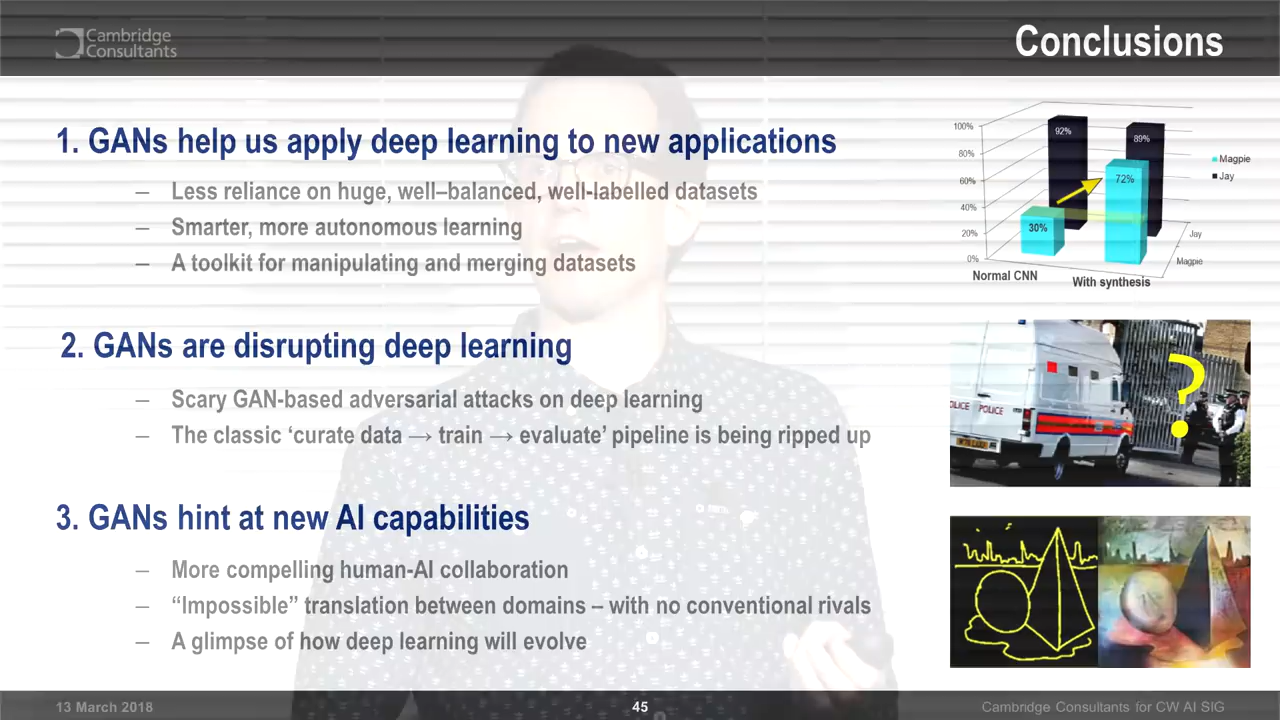 Cambridge
Consultants
Conclusions
1. GANs help us apply deep learning to new applications
– Less reliance on huge, well–balanced, well-labelled datasets
– Smarter, more autonomous learning
– A toolkit for manipulating and merging datasets
100%
80%
60%
40%
20%
0%
92%
89%
72%
30%
Magpie
Jay
Jay
Magpie
Normal CNN
With synthesis
2. GANs are disrupting deep learning
– Scary GAN-based adversarial attacks on deep learning
– The classic ‘curate data → train → evaluate’ pipeline is being ripped up
POLICE
?
3. GANs hint at new AI capabilities
– More compelling human-AI collaboration
– “Impossible” translation between domains – with no conventional rivals
– A glimpse of how deep learning will evolve
13 March 2018
45
Cambridge Consultants for CW AI SIG